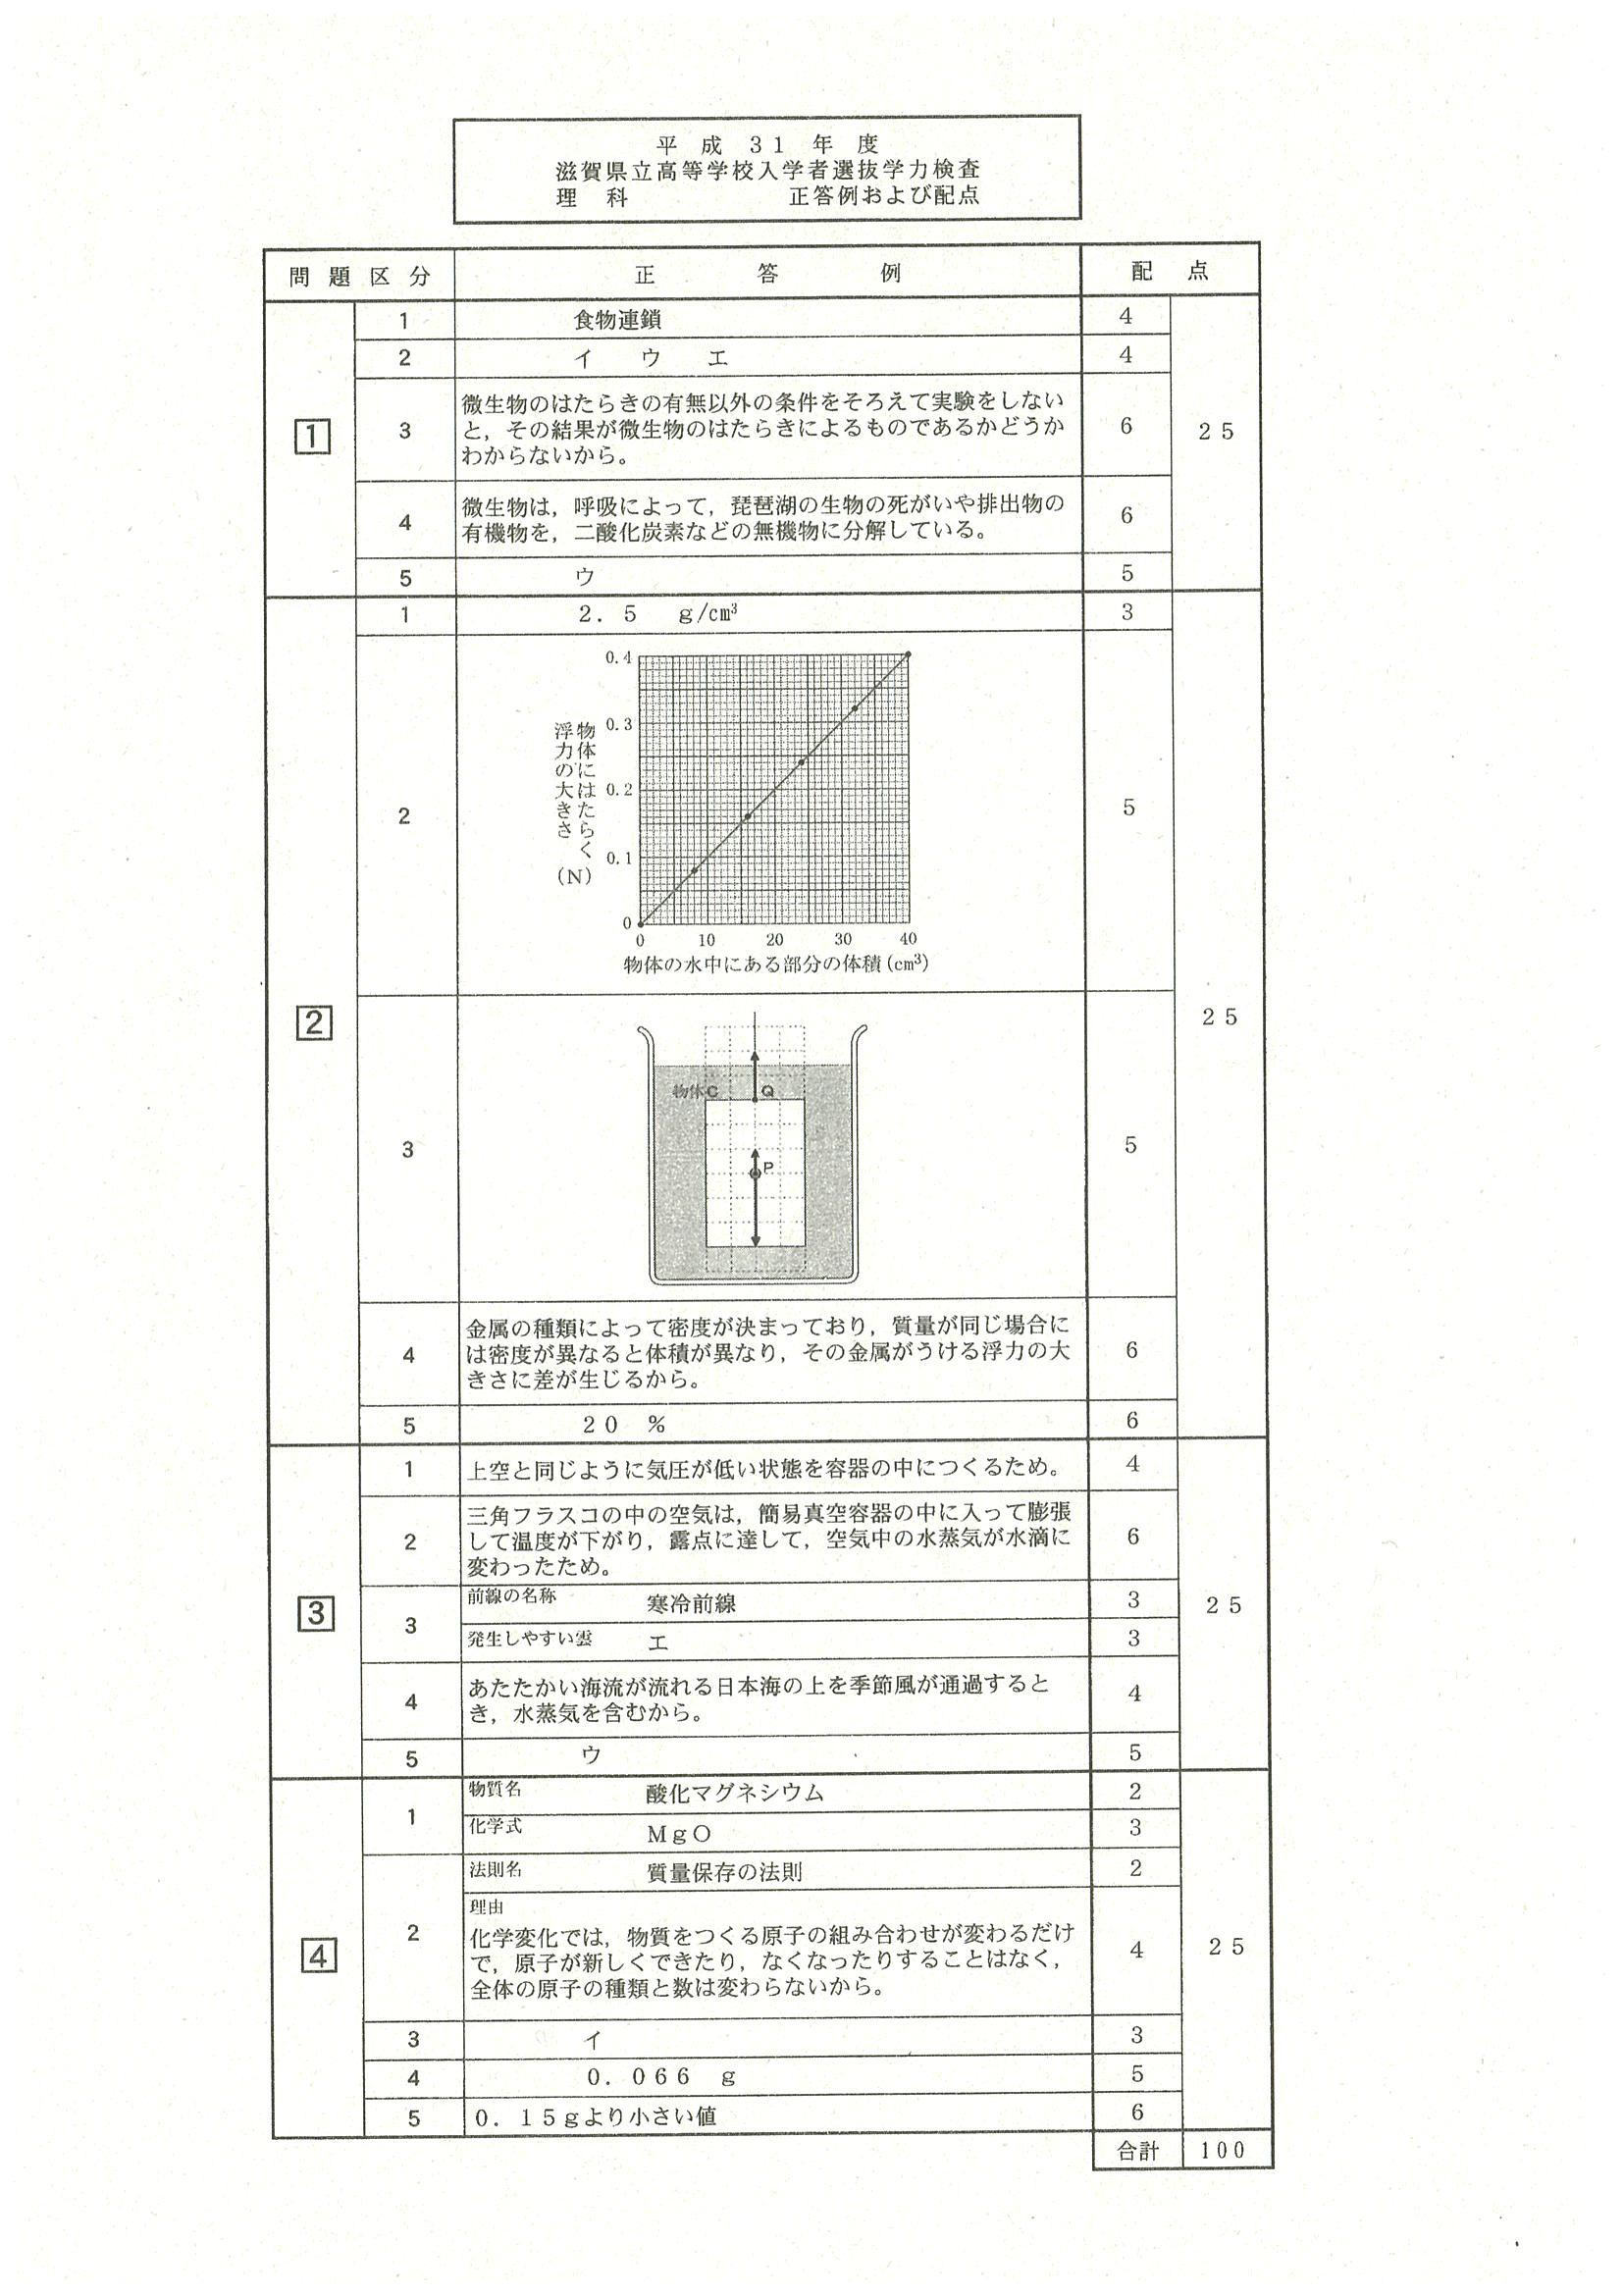 平成 31 年度
滋賀県立高等学校入学者選抜学力検査
理科 正答例および配点
問題区分 正答例 配点
1 25
1 食物連鎖 4
2 イ ウ エ 4
3 6
微生物のはたらきの有無以外の条件をそろえて実験をしない
と，その結果が微生物のはたらきによるものであるかどうか
わからないから。
4 6
微生物は，呼吸によって，琵琶湖の生物の死がいや排出物の
有機物を，二酸化炭素などの無機物に分解している。
5 ウ 5
2 25
1 2．5 g/cm³ 3
2 5
物体にはたらく
浮力の大きさ
(N)
0.4
0.3
0.2
0.1
0
0 10 20 30 40
物体の水中にある部分の体積(cm³)
3 5
物体C Q
P
4 6
金属の種類によって密度が決まっており，質量が同じ場合に
は密度が異なると体積が異なり，その金属がうける浮力の大
きさに差が生じるから。
5 20 % 6
3 25
1 上空と同じように気圧が低い状態を容器の中につくるため。 4
2 6
三角フラスコの中の空気は，簡易真空容器の中に入って膨張
して温度が下がり，露点に達して，空気中の水蒸気が水滴に
変わったため。
3
前線の名称 寒冷前線 3
発生しやすい雲 エ 3
4 4
あたたかい海流が流れる日本海の上を季節風が通過すると
き，水蒸気を含むから。
5 ウ 5
4 25
1
物質名 酸化マグネシウム 2
化学式 MgO 3
2
法則名 質量保存の法則 2
理由 4
化学変化では，物質をつくる原子の組み合わせが変わるだけ
で，原子が新しくできたり，なくなったりすることはなく，
全体の原子の種類と数は変わらないから。
3 イ 3
4 0．066 g 5
5 0．15gより小さい値 6
合計 100